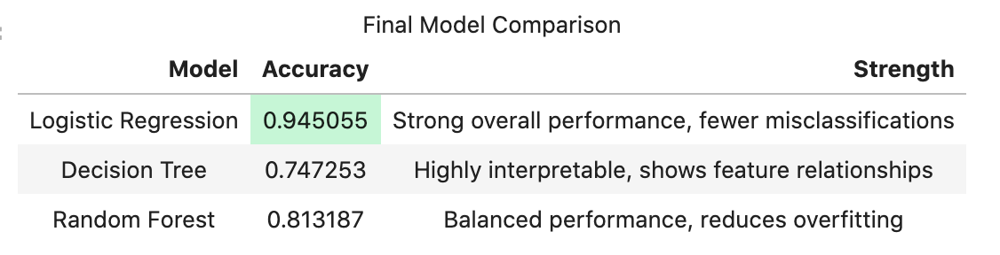 Final Model Comparison
Model Accuracy Strength
Logistic Regression 0.945055 Strong overall performance, fewer misclassifications
Decision Tree 0.747253 Highly interpretable, shows feature relationships
Random Forest 0.813187 Balanced performance, reduces overfitting